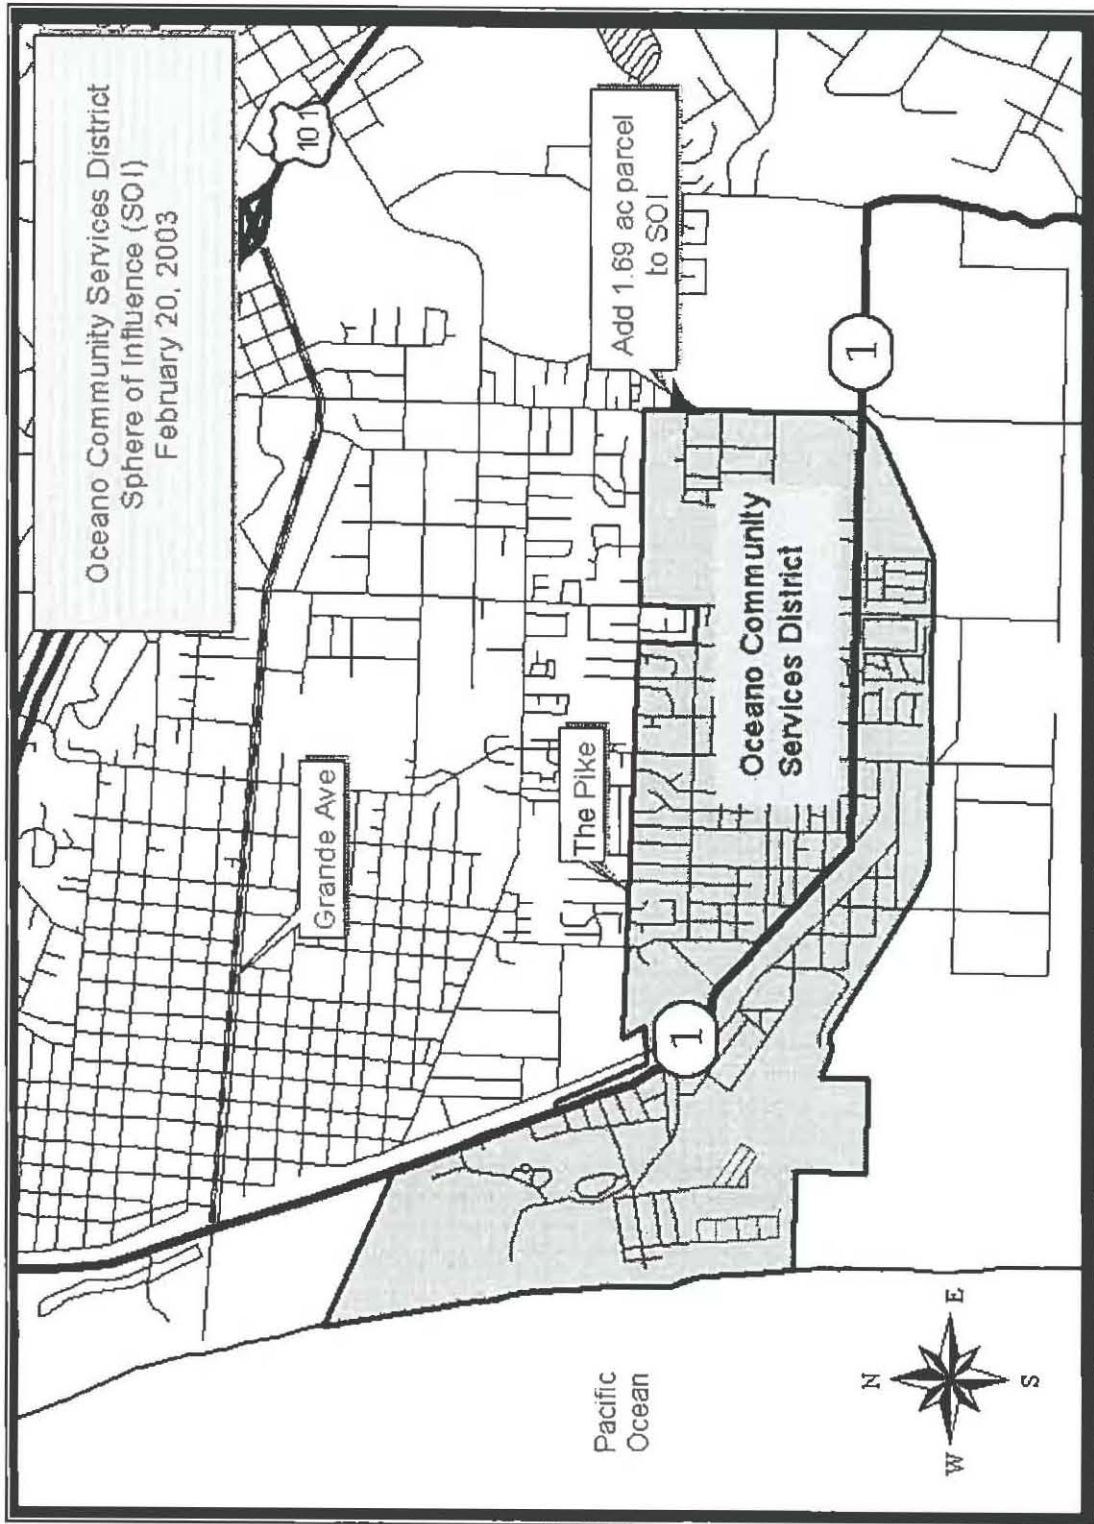 Oceano Community Services District
Sphere of Influence (SOI)
February 20, 2003
101
Grande Ave
The Pike
Add 1.69 ac parcel
to SOI
Oceano Community
Services District
1
1
Pacific
Ocean
N
W
E
S